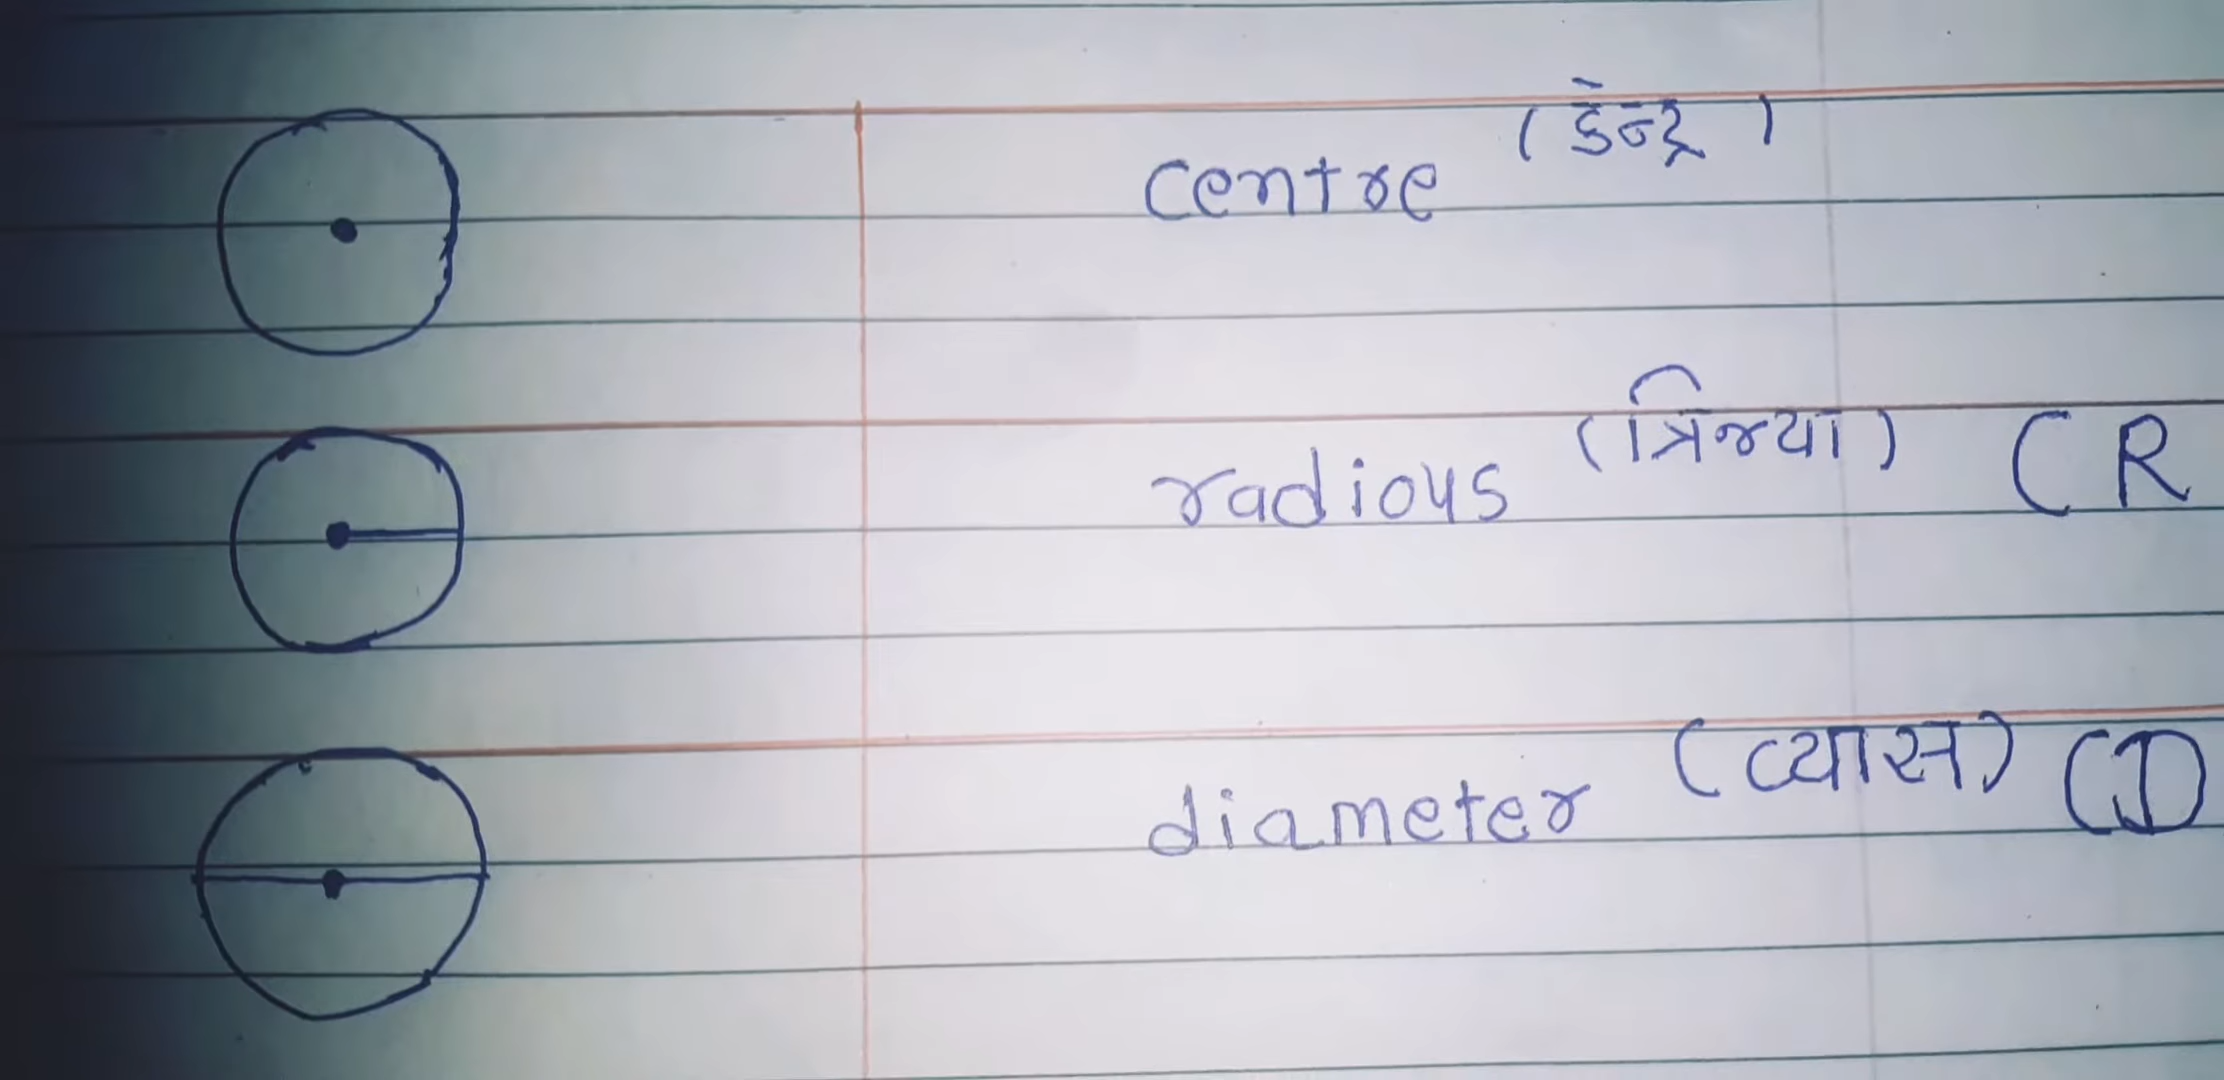 centre (केन्द्र)
radious (त्रिज्या) (R
diameter (व्यास) (D